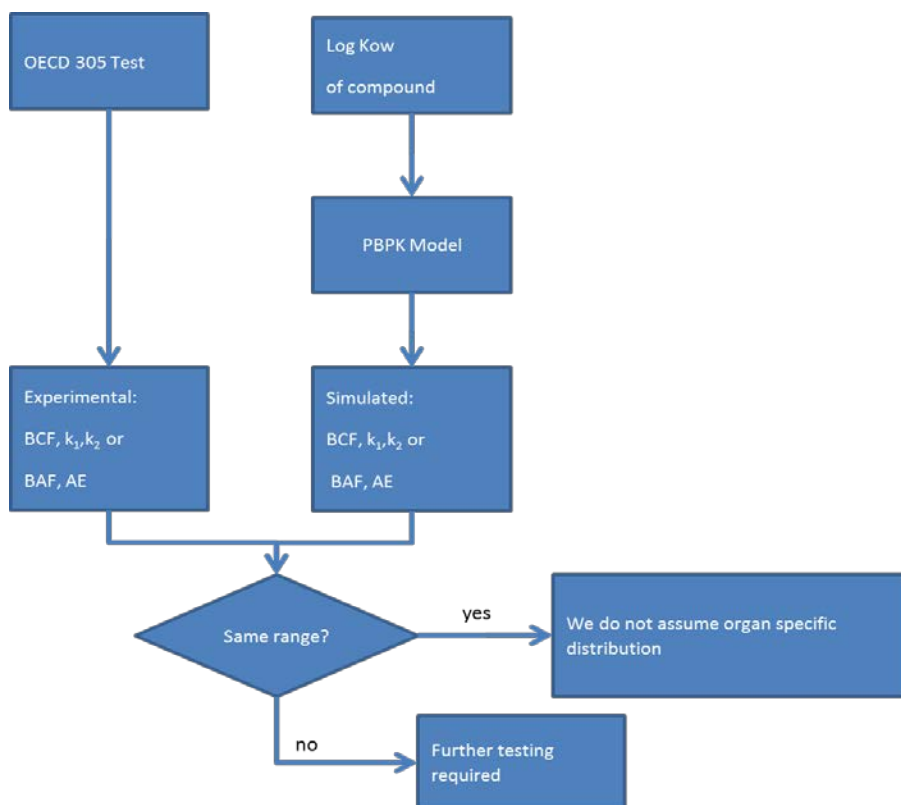 OECD 305 Test
Log Kow
of compound
PBPK Model
Experimental:
BCF, k₁,k₂ or
BAF, AE
Simulated:
BCF, k₁,k₂ or
BAF, AE
Same range?
yes
We do not assume organ specific
distribution
no
Further testing
required